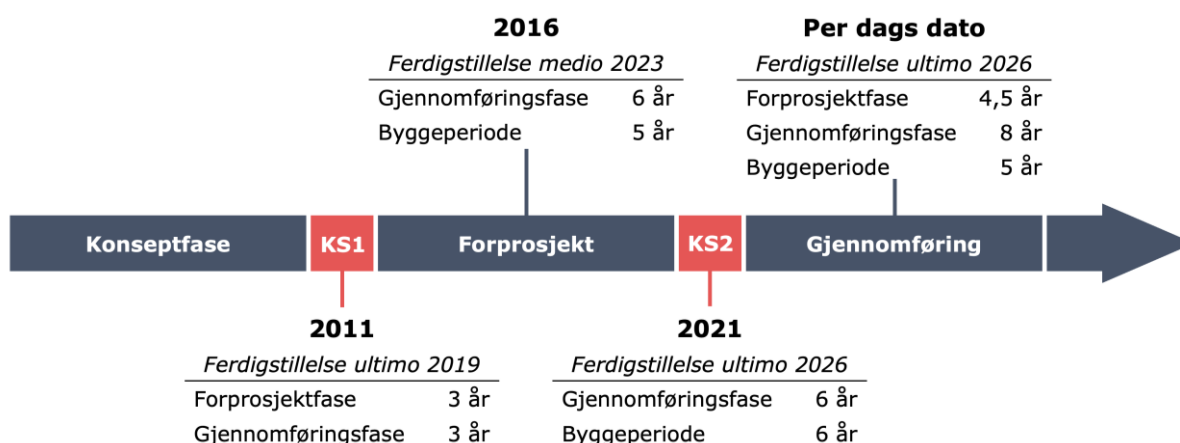 2016
Ferdigstillelse medio 2023
Gjennomføringsfase 6 år
Byggeperiode 5 år
Per dags dato
Ferdigstillelse ultimo 2026
Forprosjektfase 4,5 år
Gjennomføringsfase 8 år
Byggeperiode 5 år
Konseptfase KS1 Forprosjekt KS2 Gjennomføring
2011
Ferdigstillelse ultimo 2019
Forprosjektfase 3 år
Gjennomføringsfase 3 år
2021
Ferdigstillelse ultimo 2026
Gjennomføringsfase 6 år
Byggeperiode 6 år